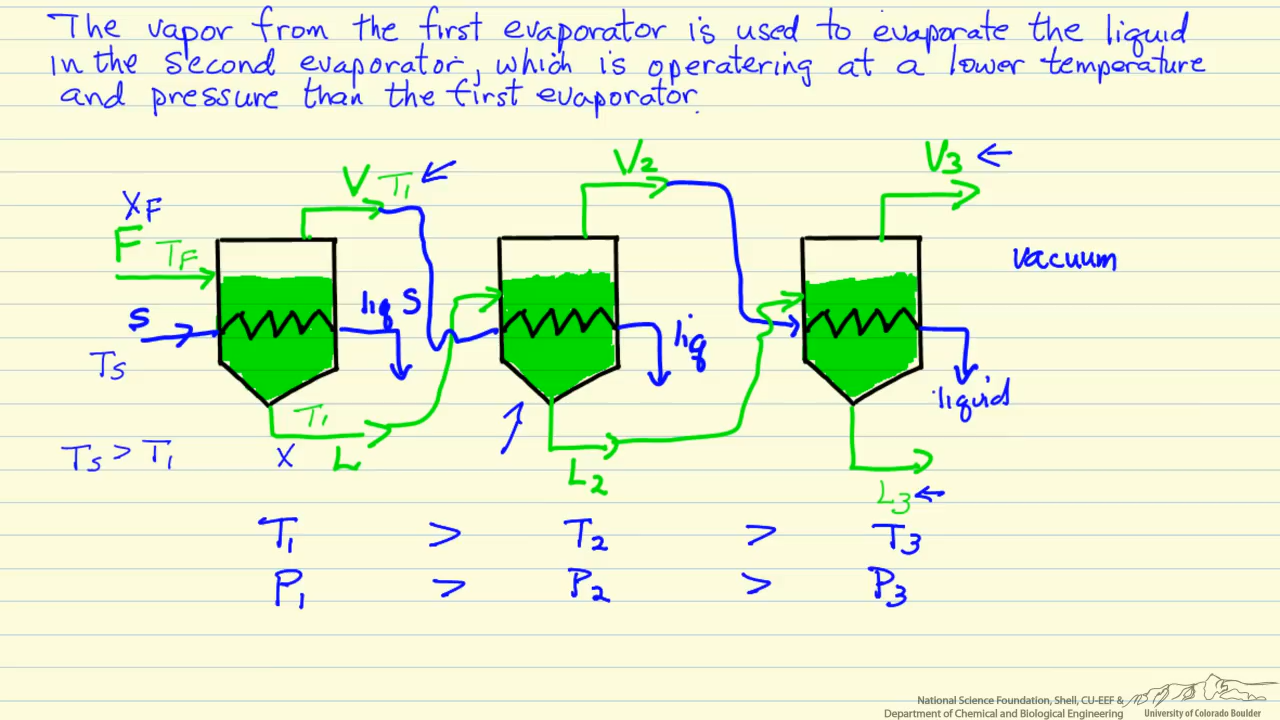 The vapor from the first evaporator is used to evaporate the liquid
in the second evaporator, which is operatering at a lower temperature
and pressure than the first evaporator.
V T1
V2
V3
XF
F TF
vacuum
S
liq S
Ts
liq
liquid
T1
Ts > T1
X L
L2
L3
T1 > T2 > T3
P1 > P2 > P3
National Science Foundation, Shell, CU-EEF &
Department of Chemical and Biological Engineering
University of Colorado Boulder